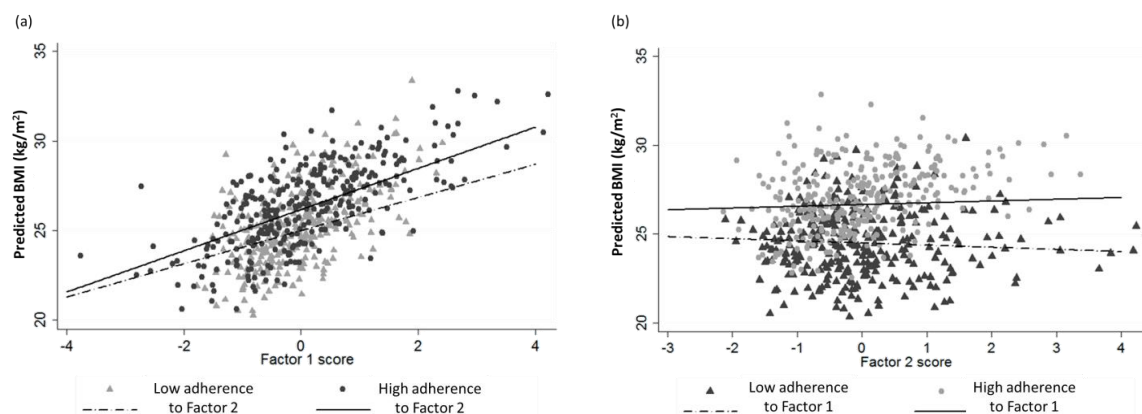 (a)
Predicted BMI (kg/m²)
35
30
25
20
-4
-2
0
2
4
Factor 1 score
Low adherence
to Factor 2
High adherence
to Factor 2
(b)
Predicted BMI (kg/m²)
35
30
25
20
-3
-2
-1
0
1
2
3
4
Factor 2 score
Low adherence
to Factor 1
High adherence
to Factor 1